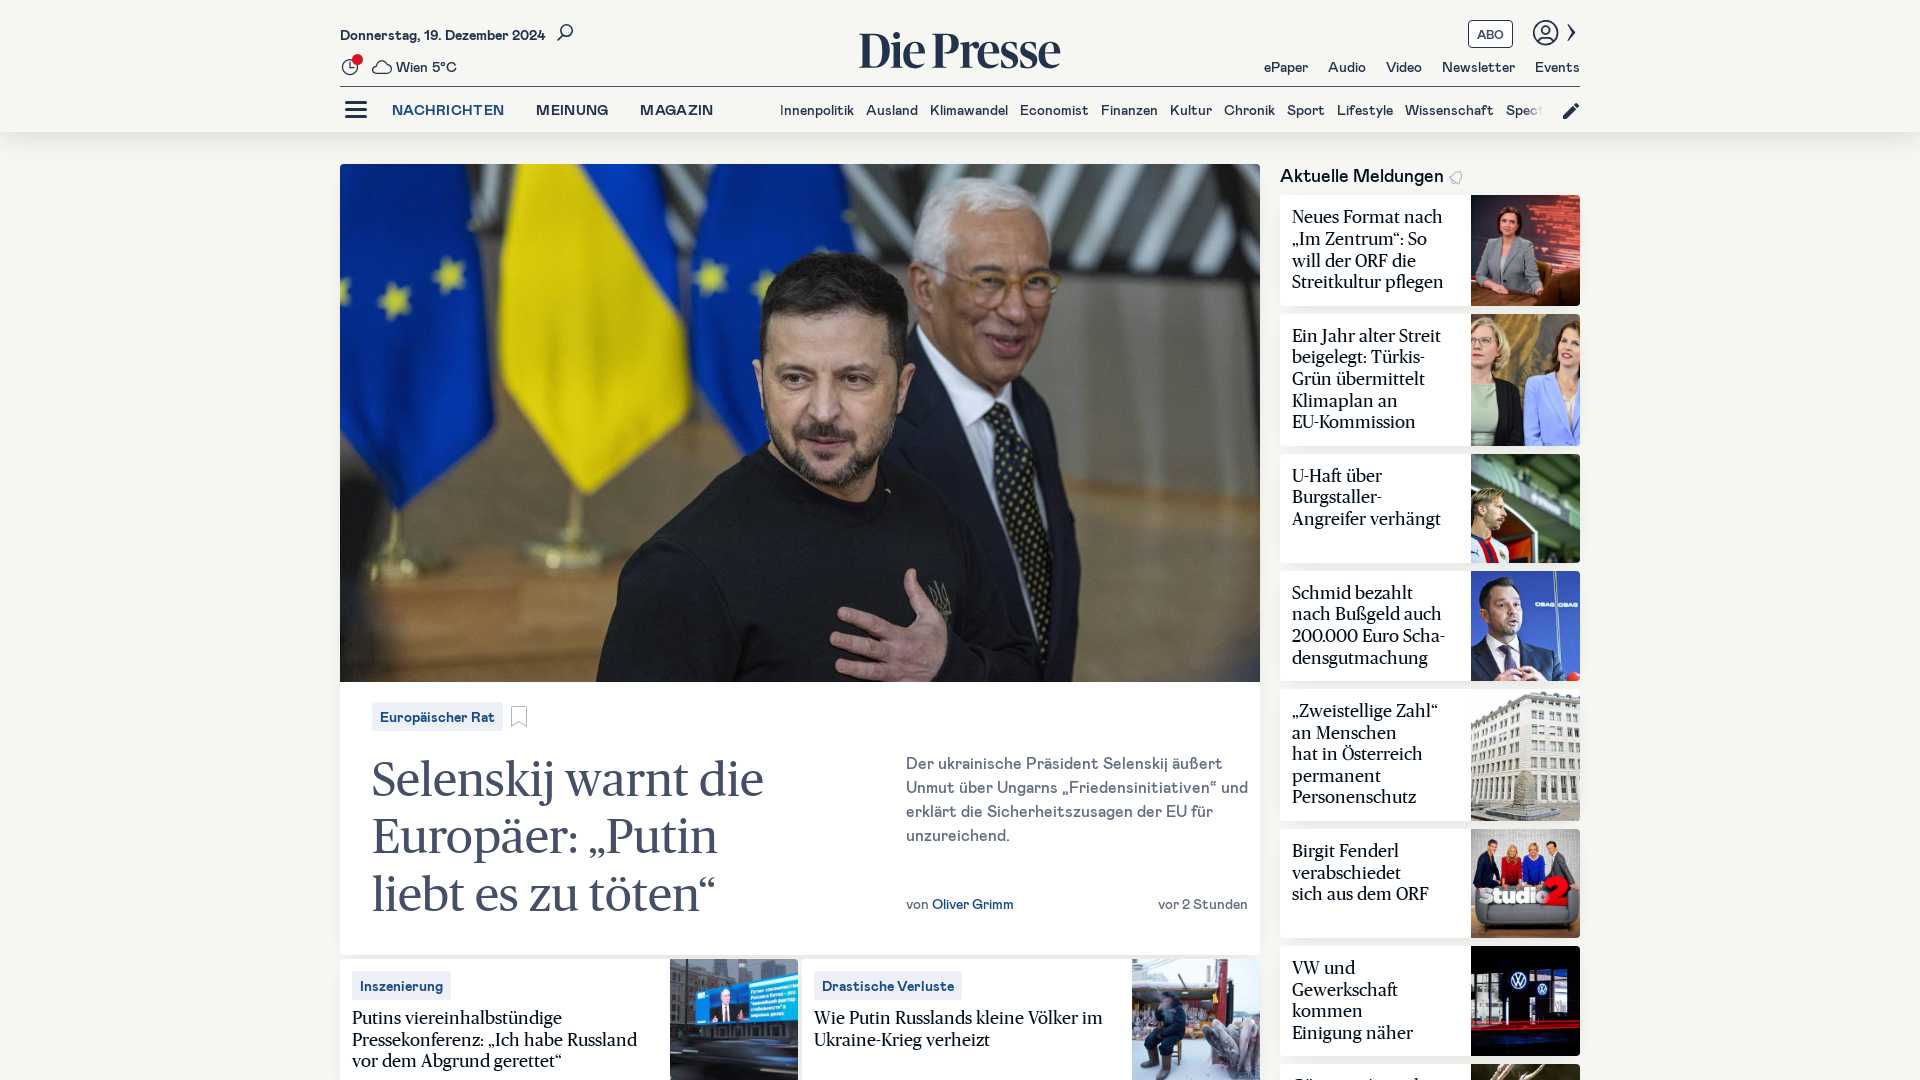 Donnerstag, 19. Dezember 2024
Die Presse
ABO
Wien 5°C
ePaper Audio Video Newsletter Events
NACHRICHTEN MEINUNG MAGAZIN
Innenpolitik Ausland Klimawandel Economist Finanzen Kultur Chronik Sport Lifestyle Wissenschaft Spect
Europäischer Rat
Selenskij warnt die
Europäer: „Putin
liebt es zu töten“
Der ukrainische Präsident Selenskij äußert
Unmut über Ungarns „Friedensinitiativen“ und
erklärt die Sicherheitszusagen der EU für
unzureichend.
von Oliver Grimm
vor 2 Stunden
Inszenierung
Putins viereinhalbstündige
Pressekonferenz: „Ich habe Russland
vor dem Abgrund gerettet“
Drastische Verluste
Wie Putin Russlands kleine Völker im
Ukraine-Krieg verheizt
Aktuelle Meldungen
Neues Format nach
„Im Zentrum“: So
will der ORF die
Streitkultur pflegen
Ein Jahr alter Streit
beigelegt: Türkis-
Grün übermittelt
Klimaplan an
EU-Kommission
U-Haft über
Burgstaller-
Angreifer verhängt
Schmid bezahlt
nach Bußgeld auch
200.000 Euro Scha-
densgutmachung
„Zweistellige Zahl“
an Menschen
hat in Österreich
permanent
Personenschutz
Birgit Fenderl
verabschiedet
sich aus dem ORF
Studio 2
VW und
Gewerkschaft
kommen
Einigung näher